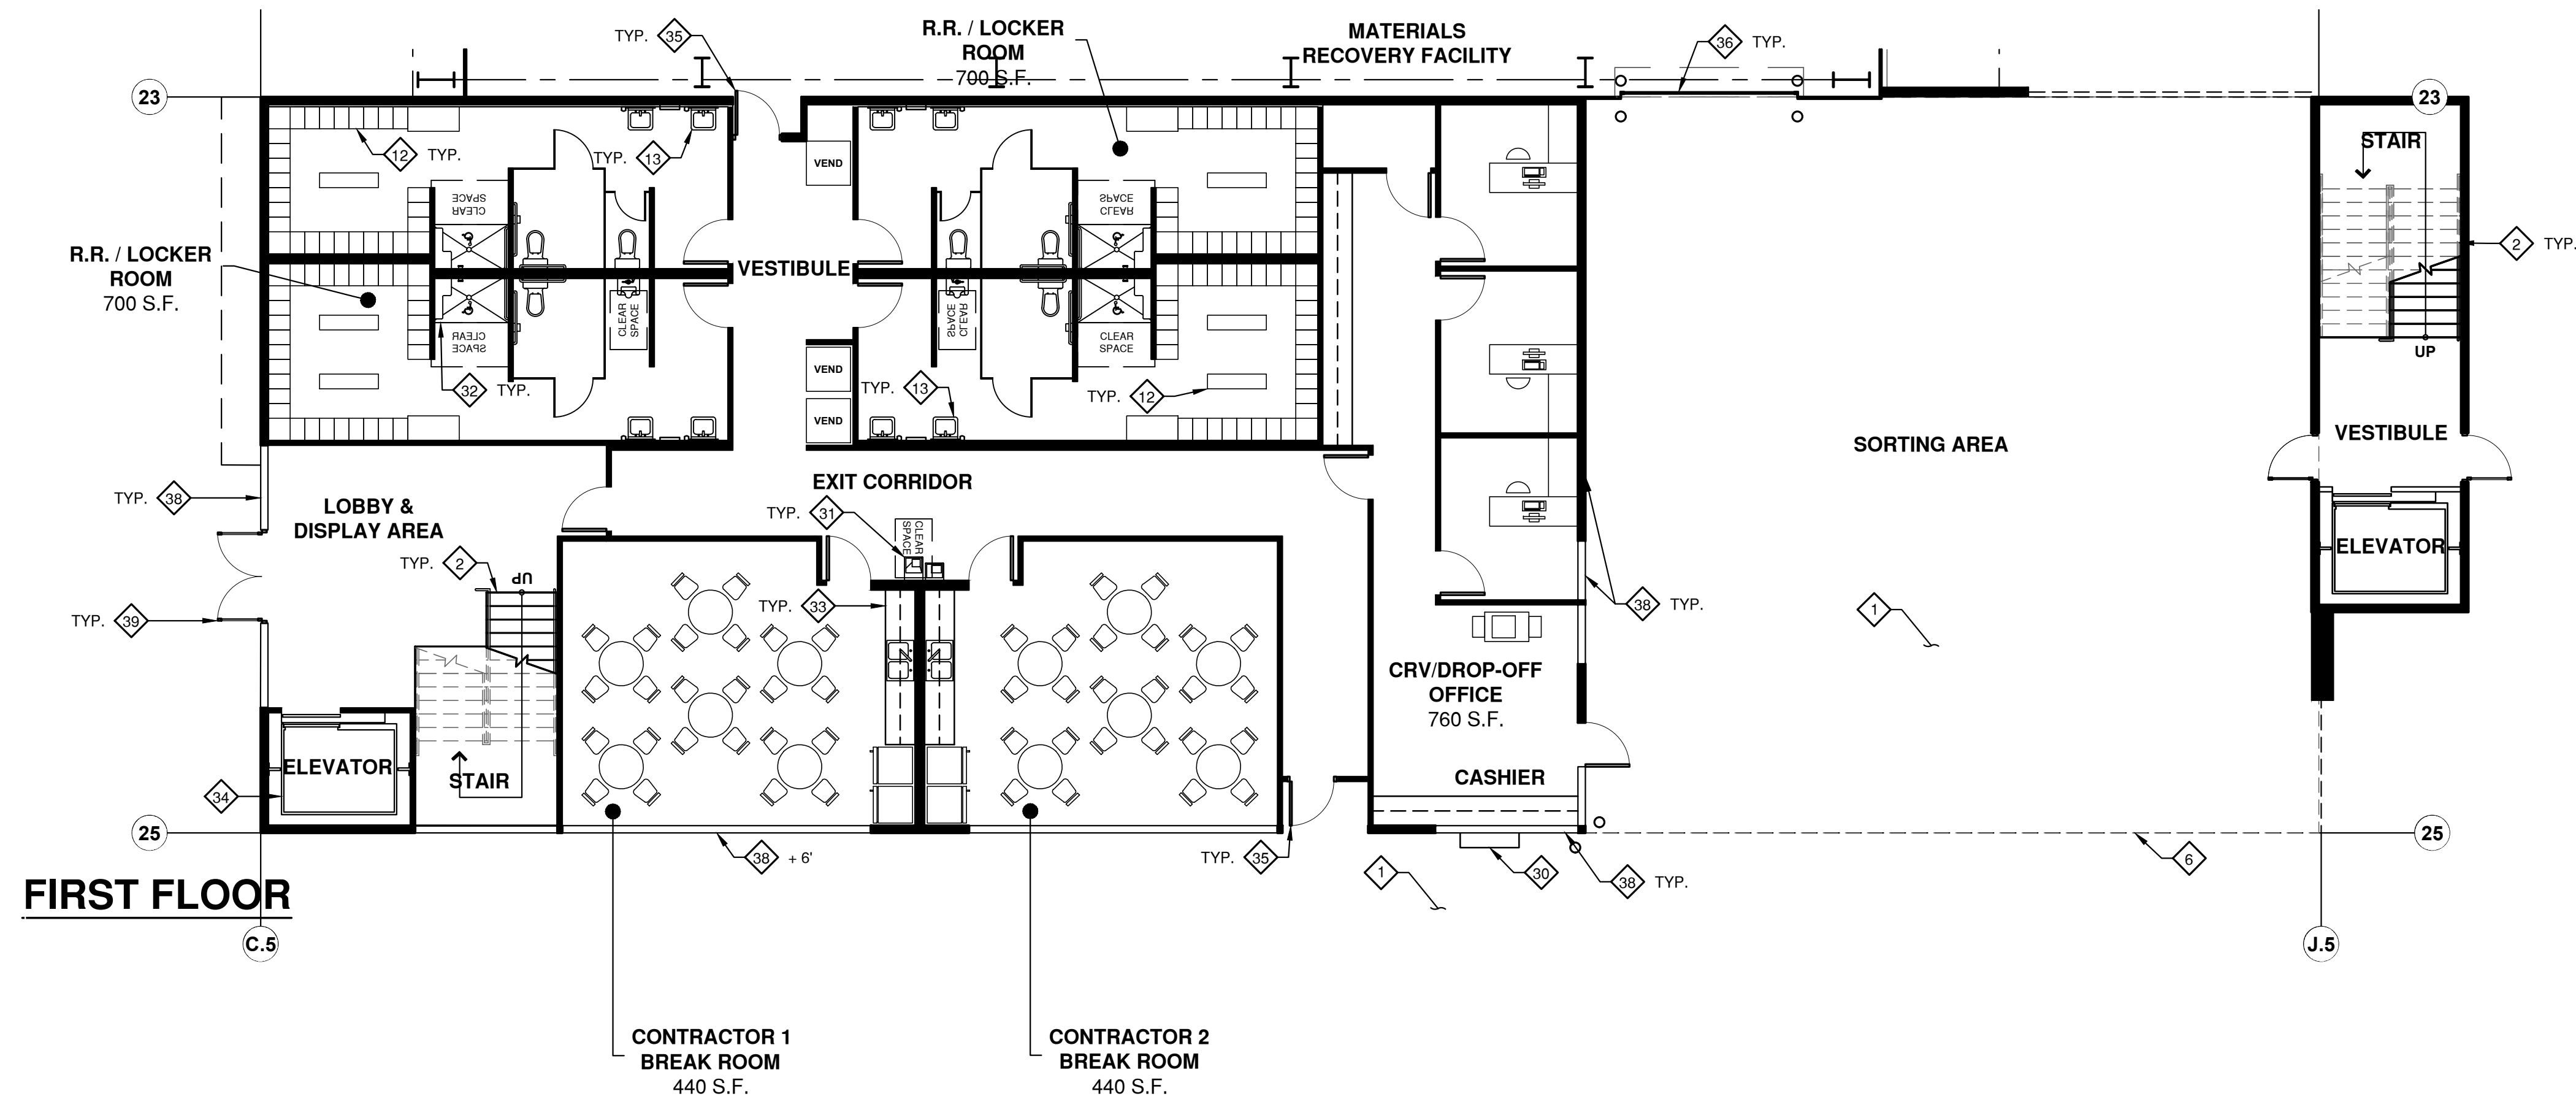 TYP. 35
R.R. / LOCKER
ROOM
700 S.F.
MATERIALS
RECOVERY FACILITY
36 TYP.
23
23
12 TYP.
TYP. 13
VEND
STAIR
2 TYP.
CLEAR
SPACE
SPACE
CLEAR
R.R. / LOCKER
ROOM
700 S.F.
VESTIBULE
CLEAR
SPACE
CLEAR
SPACE
CLEAR
SPACE
CLEAR
SPACE
UP
VEND
32 TYP.
TYP. 13
TYP. 12
VEND
SORTING AREA
VESTIBULE
TYP. 38
LOBBY &
DISPLAY AREA
EXIT CORRIDOR
TYP. 31
CLEAR
SPACE
ELEVATOR
TYP. 2
UP
TYP. 33
38 TYP.
1
TYP. 39
CRV/DROP-OFF
OFFICE
760 S.F.
ELEVATOR
STAIR
CASHIER
34
25
25
38 + 6'
TYP. 35
1
30
38 TYP.
6
FIRST FLOOR
C.5
J.5
CONTRACTOR 1
BREAK ROOM
440 S.F.
CONTRACTOR 2
BREAK ROOM
440 S.F.